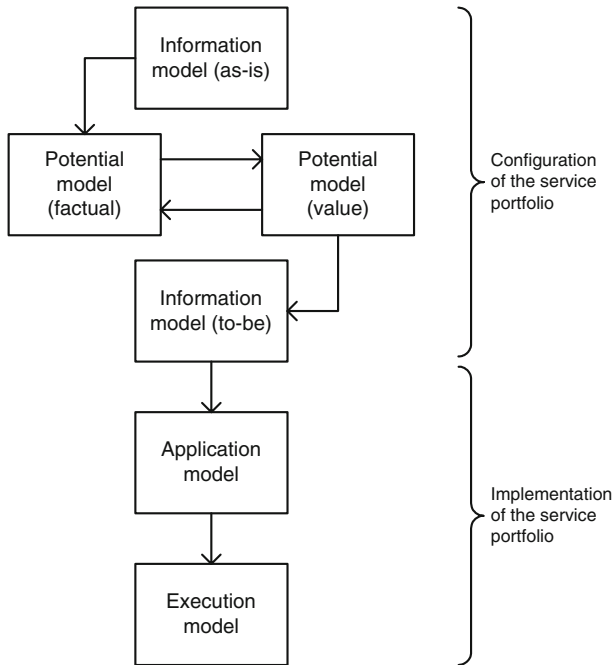 Information
model (as-is)
Potential
model
(factual)
Potential
model
(value)
Configuration
of the service
portfolio
Information
model (to-be)
Application
model
Implementation
of the service
portfolio
Execution
model